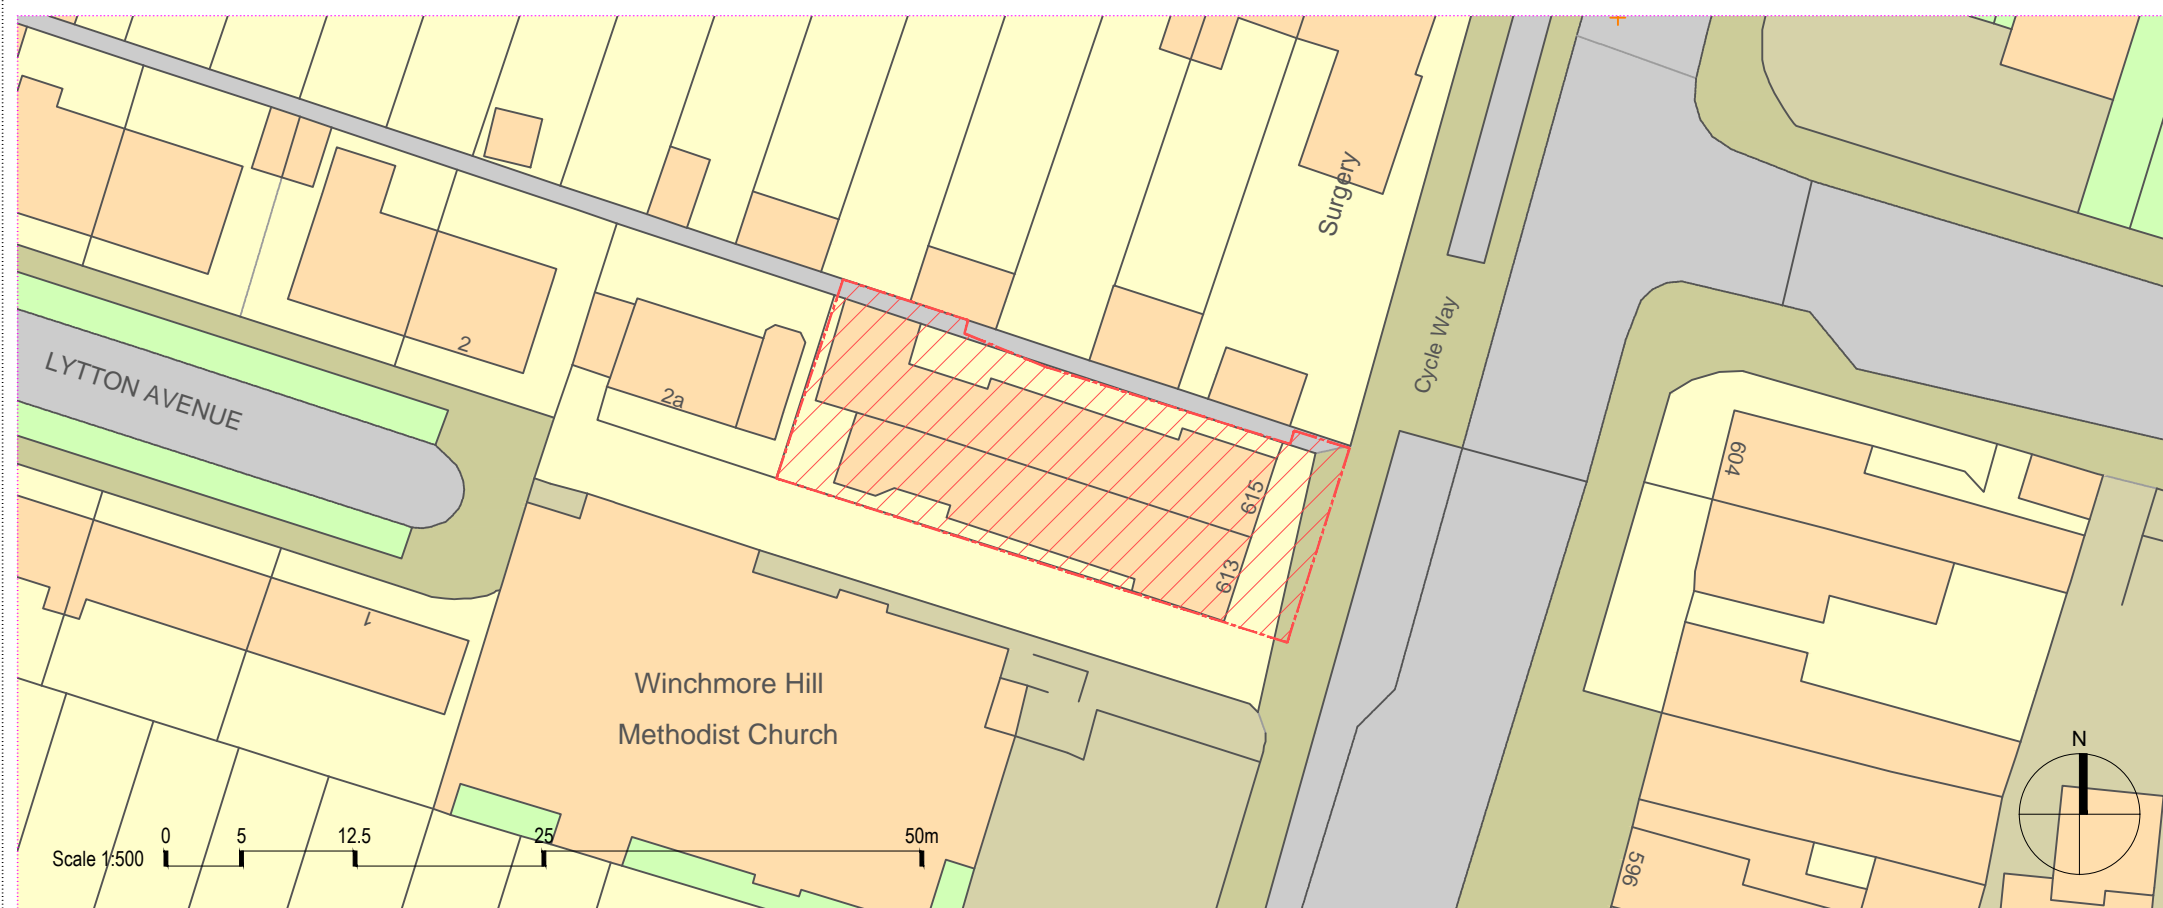 Surgery
Cycle Way
2
LYTTON AVENUE
2a
604
615
613
1
Winchmore Hill
Methodist Church
N
0 5 12.5 25 50m
Scale 1:500
596